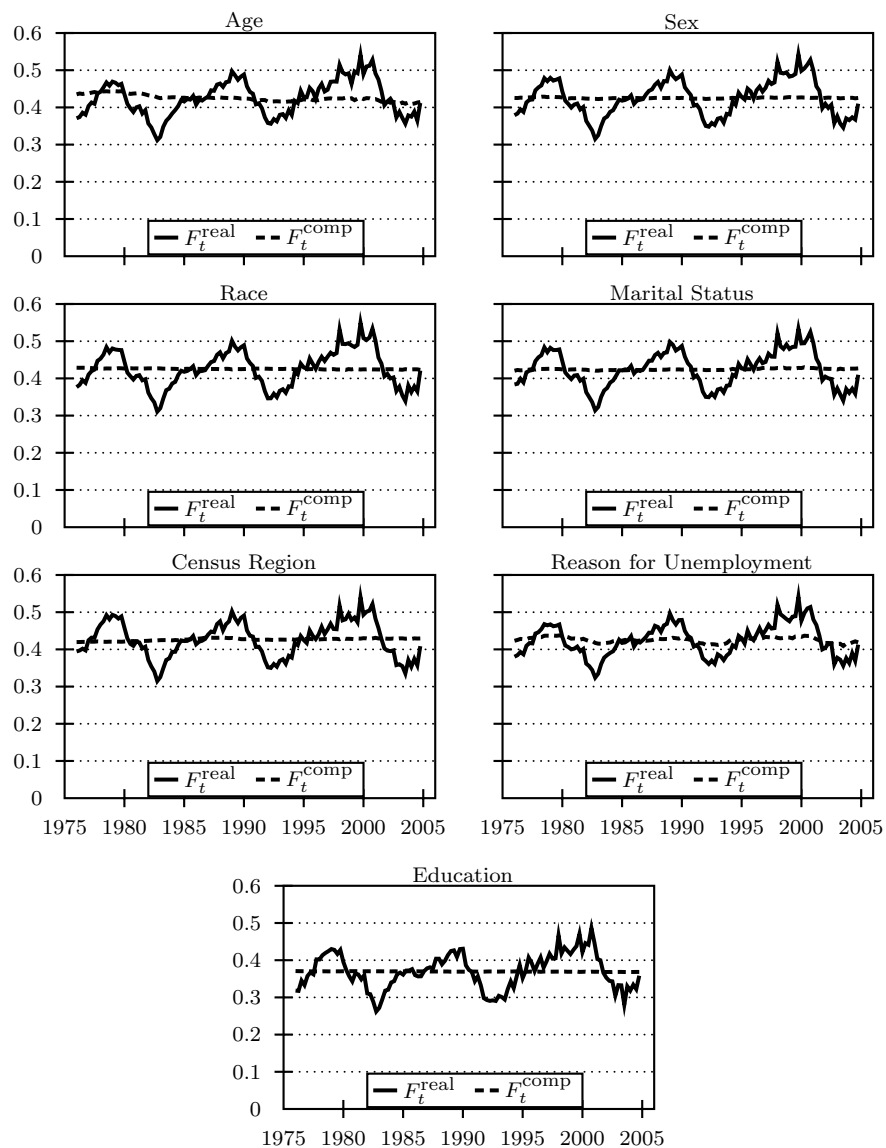 Age Sex
0.6
0.5
0.4
0.3
0.2
0.1
0
F_t^real F_t^comp F_t^real F_t^comp
Race Marital Status
0.6
0.5
0.4
0.3
0.2
0.1
0
F_t^real F_t^comp F_t^real F_t^comp
Census Region Reason for Unemployment
0.6
0.5
0.4
0.3
0.2
0.1
0
F_t^real F_t^comp F_t^real F_t^comp
1975 1980 1985 1990 1995 2000 2005 1975 1980 1985 1990 1995 2000 2005
Education
0.6
0.5
0.4
0.3
0.2
0.1
0
F_t^real F_t^comp
1975 1980 1985 1990 1995 2000 2005